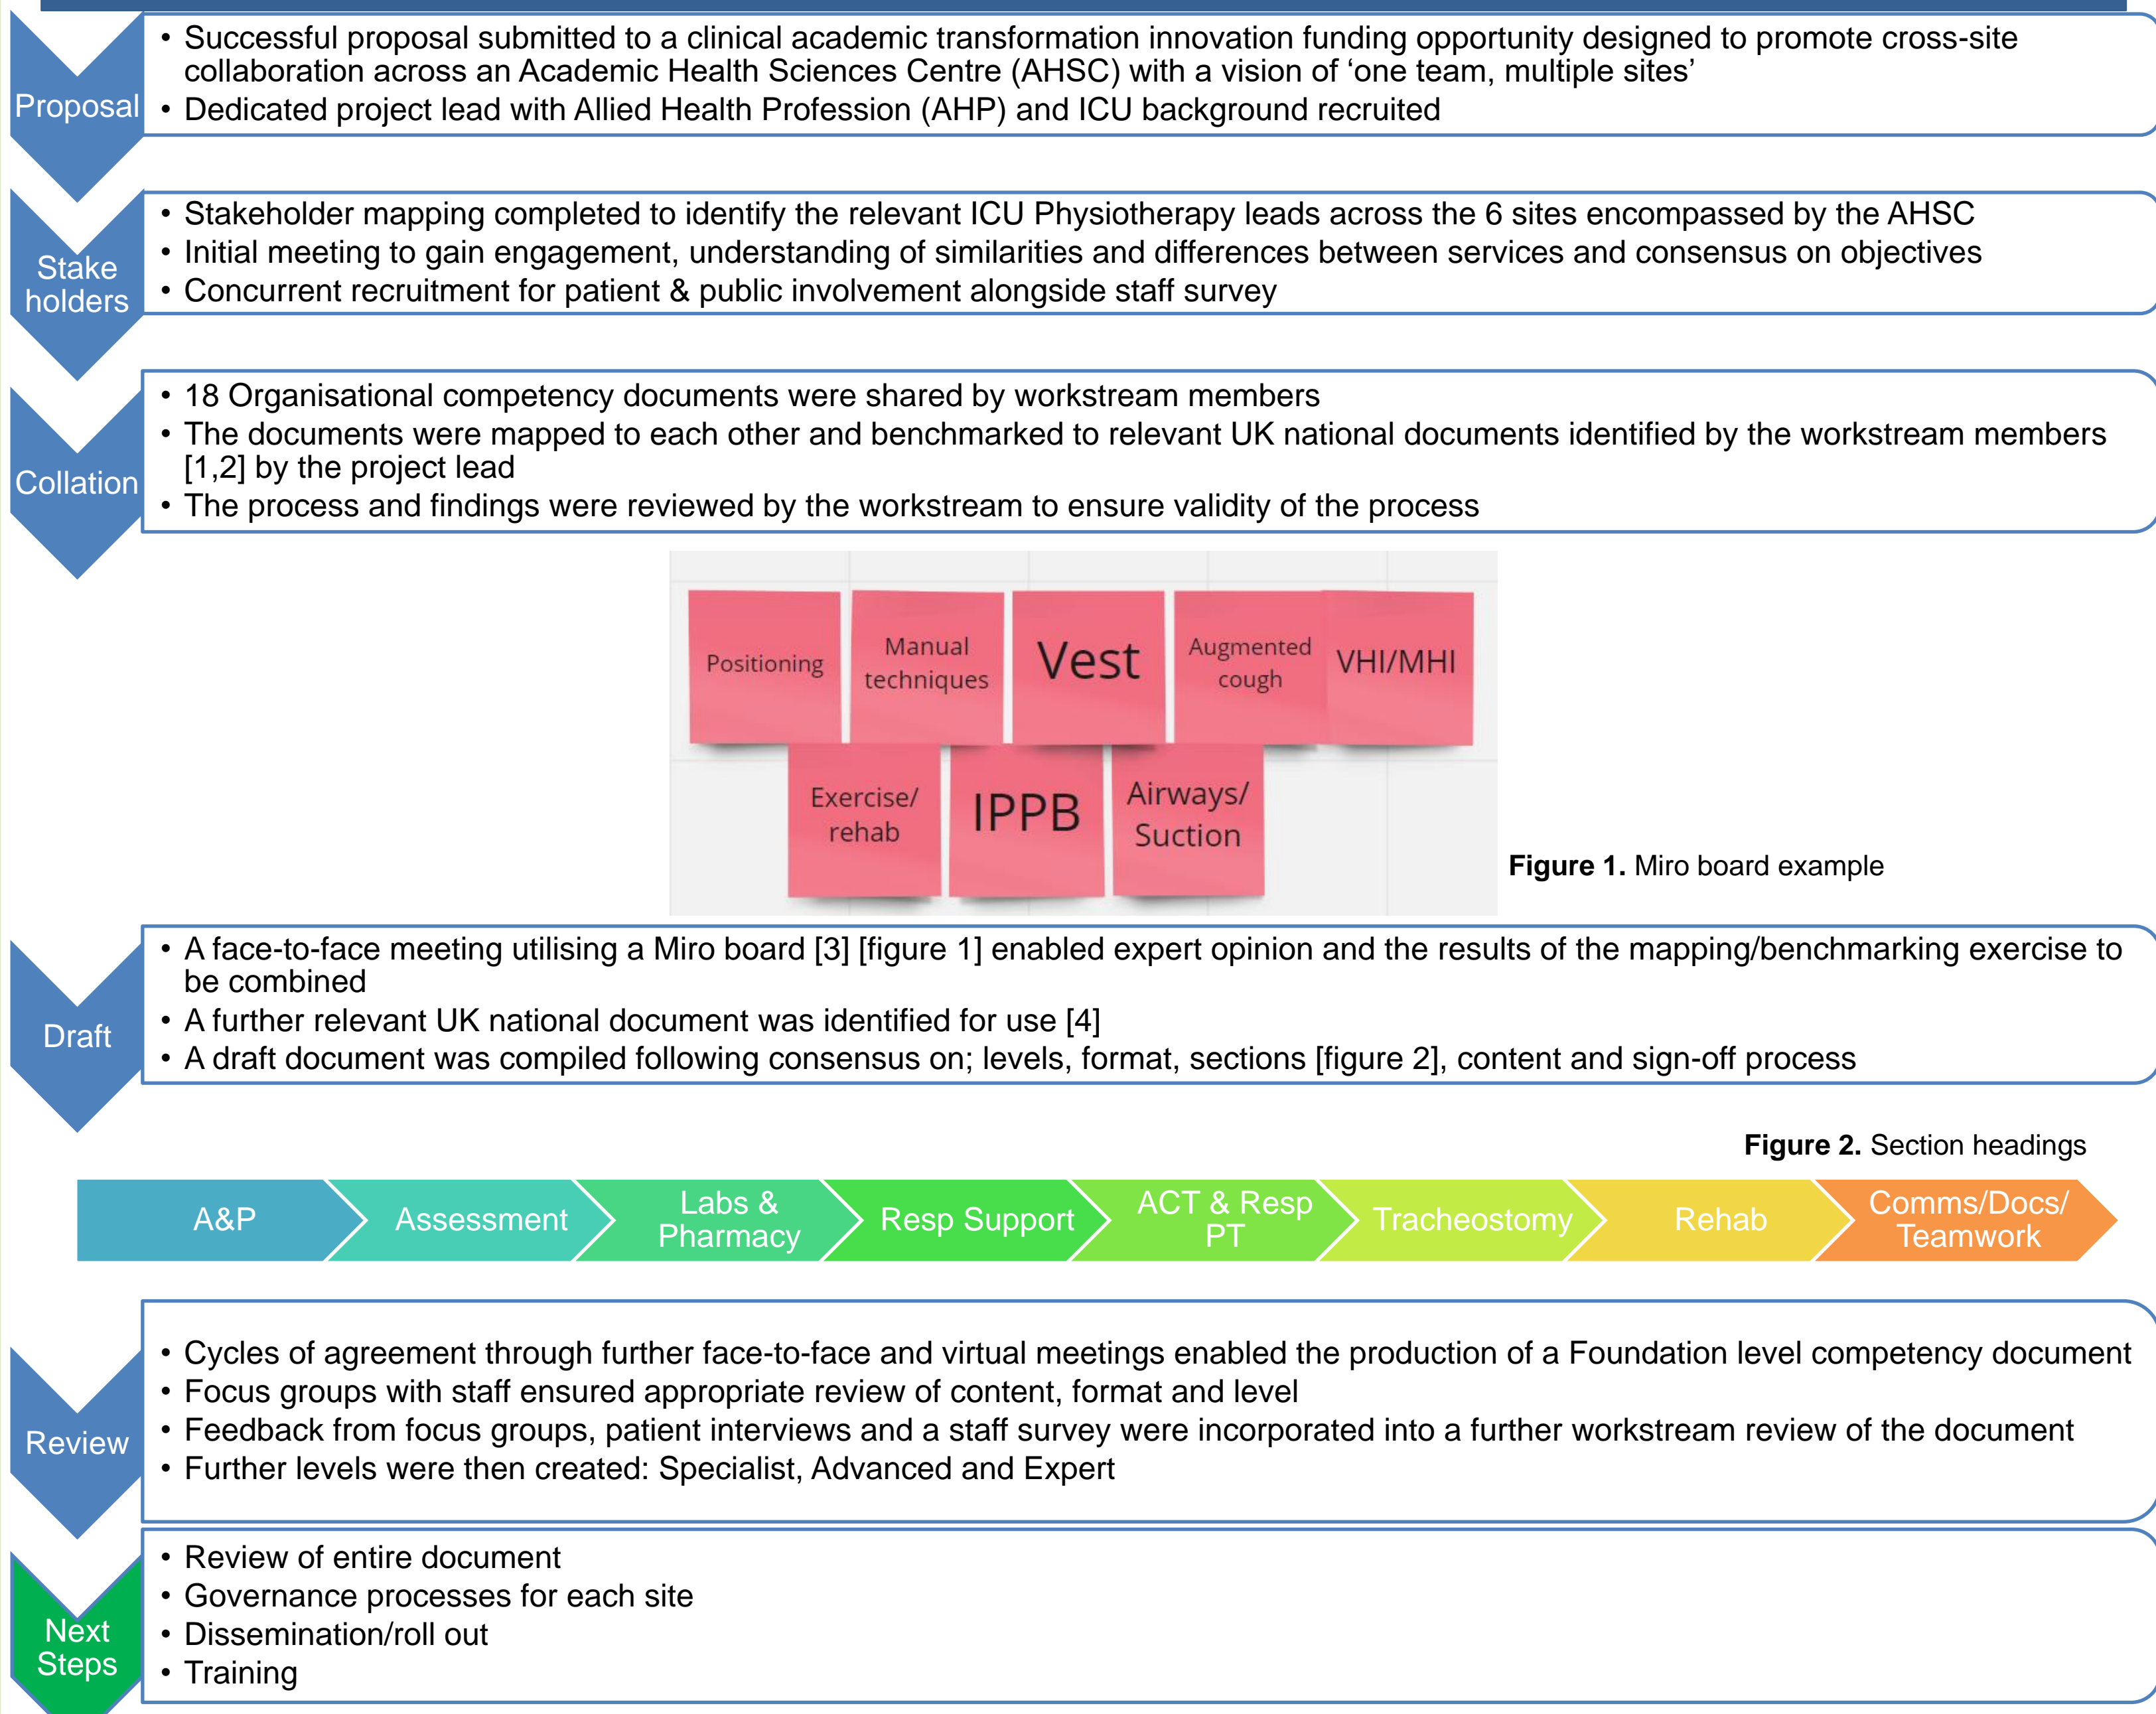 Proposal
• Successful proposal submitted to a clinical academic transformation innovation funding opportunity designed to promote cross-site
collaboration across an Academic Health Sciences Centre (AHSC) with a vision of ‘one team, multiple sites’
• Dedicated project lead with Allied Health Profession (AHP) and ICU background recruited
Stake
holders
• Stakeholder mapping completed to identify the relevant ICU Physiotherapy leads across the 6 sites encompassed by the AHSC
• Initial meeting to gain engagement, understanding of similarities and differences between services and consensus on objectives
• Concurrent recruitment for patient & public involvement alongside staff survey
Collation
• 18 Organisational competency documents were shared by workstream members
• The documents were mapped to each other and benchmarked to relevant UK national documents identified by the workstream members
[1,2] by the project lead
• The process and findings were reviewed by the workstream to ensure validity of the process
Positioning
Manual
techniques
Vest
Augmented
cough
VHI/MHI
Exercise/
rehab
IPPB
Airways/
Suction
Figure 1. Miro board example
Draft
• A face-to-face meeting utilising a Miro board [3] [figure 1] enabled expert opinion and the results of the mapping/benchmarking exercise to
be combined
• A further relevant UK national document was identified for use [4]
• A draft document was compiled following consensus on; levels, format, sections [figure 2], content and sign-off process
Figure 2. Section headings
A&P
Assessment
Labs &
Pharmacy
Resp Support
ACT & Resp
PT
Tracheostomy
Rehab
Comms/Docs/
Teamwork
Review
• Cycles of agreement through further face-to-face and virtual meetings enabled the production of a Foundation level competency document
• Focus groups with staff ensured appropriate review of content, format and level
• Feedback from focus groups, patient interviews and a staff survey were incorporated into a further workstream review of the document
• Further levels were then created: Specialist, Advanced and Expert
Next
Steps
• Review of entire document
• Governance processes for each site
• Dissemination/roll out
• Training